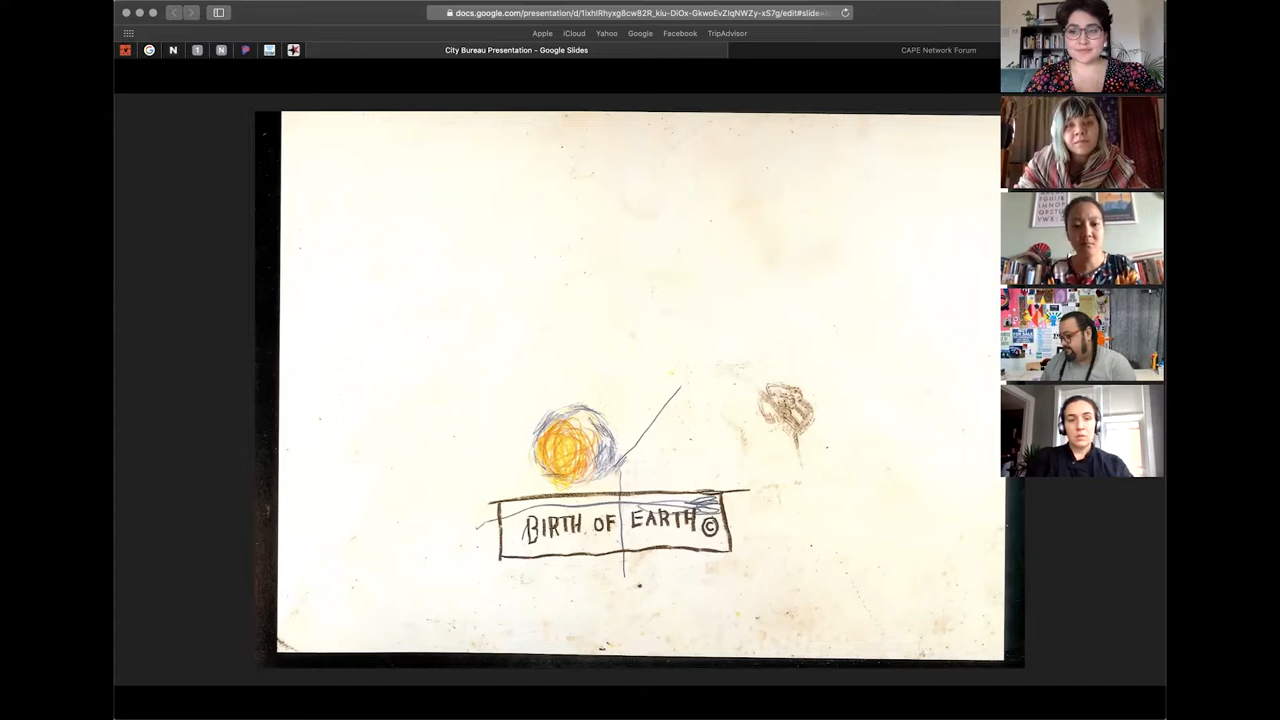 docs.google.com/presentation/d/1ixhIRhyxg8cw82R_kiu-DiOx-GkwoEvZIqNWZy-xS7g/edit#slide=
Apple iCloud Yahoo Google Facebook TripAdvisor
City Bureau Presentation - Google Slides
CAPE Network Forum
BIRTH OF EARTH ©